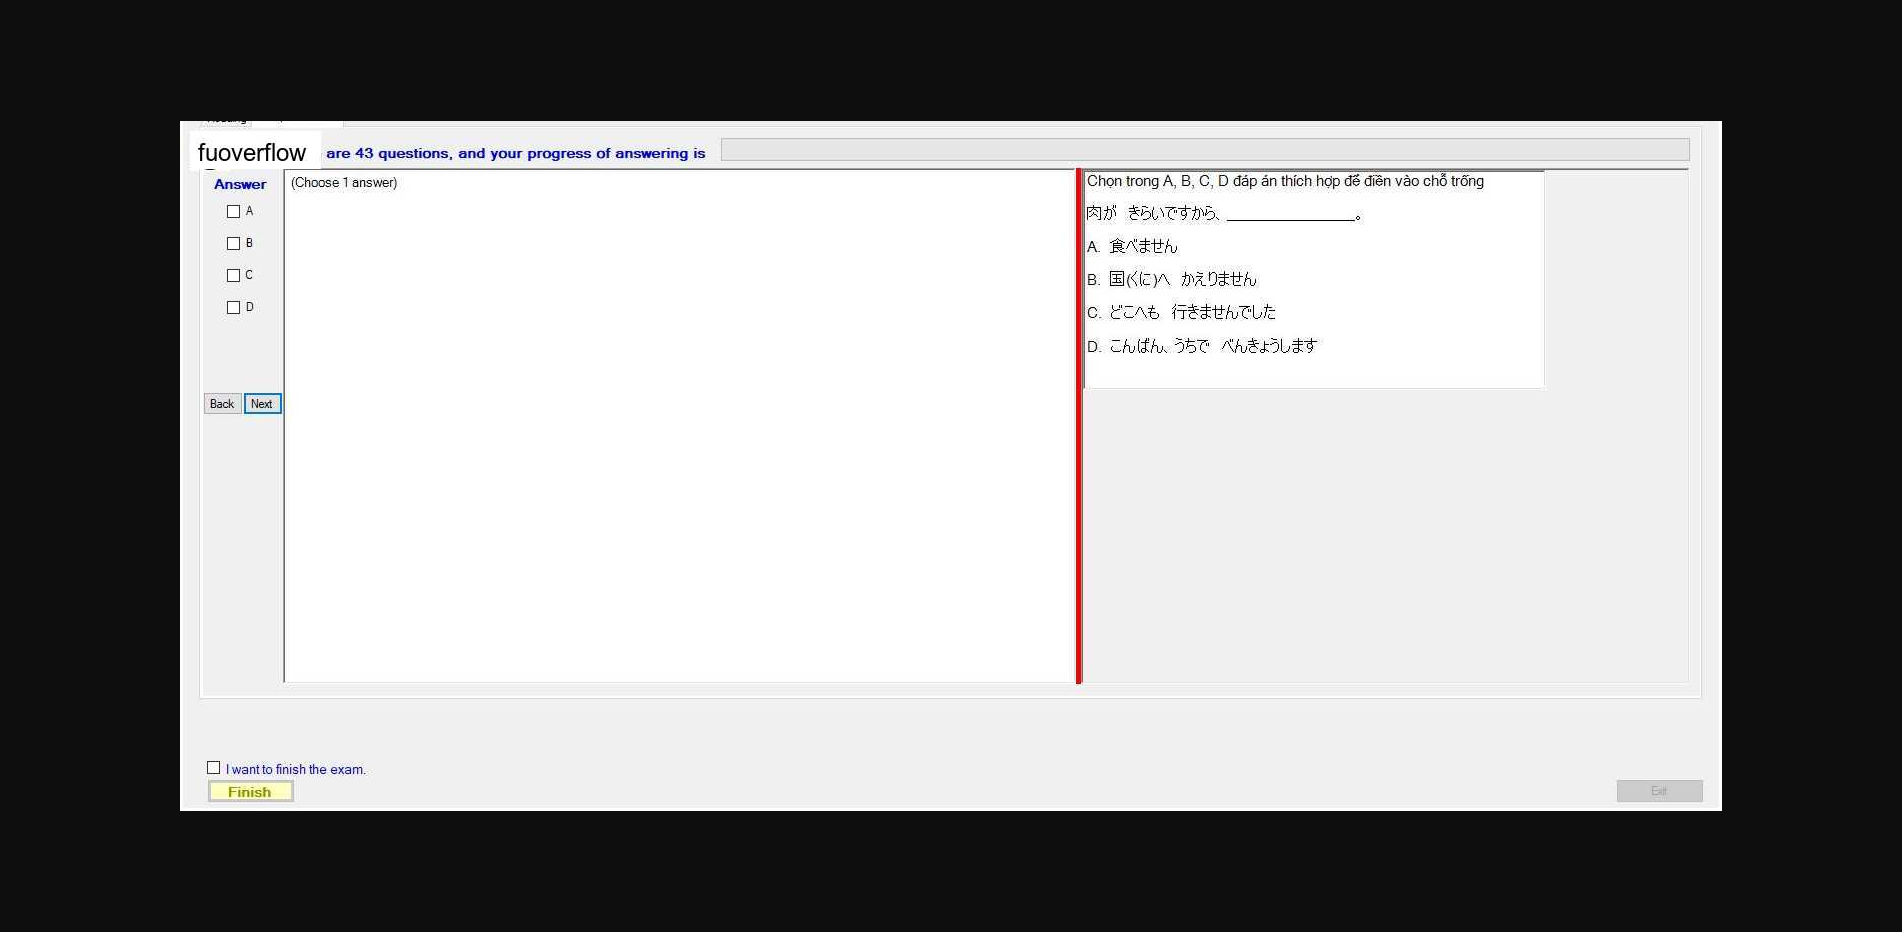 fuoverflow are 43 questions, and your progress of answering is
Answer
(Choose 1 answer)
A
B
C
D
Back Next
Chọn trong A, B, C, D đáp án thích hợp để điền vào chỗ trống
肉が きらいですから、________________。
A. 食べません
B. 国(くに)へ かえりません
C. どこへも 行きませんでした
D. こんばん、うちで べんきょうします
I want to finish the exam.
Finish
Exit